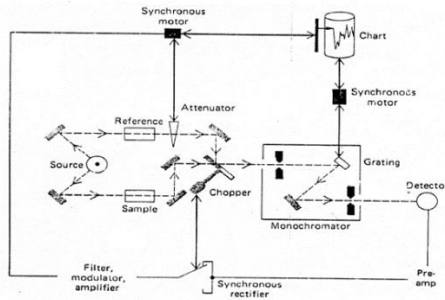 Synchronous
motor
Chart
Attenuator
Reference
Synchronous
motor
Source
Grating
Detecto
Chopper
Sample
Monochromator
Filter,
modulator,
amplifier
Synchronous
rectifier
Pre-
amp